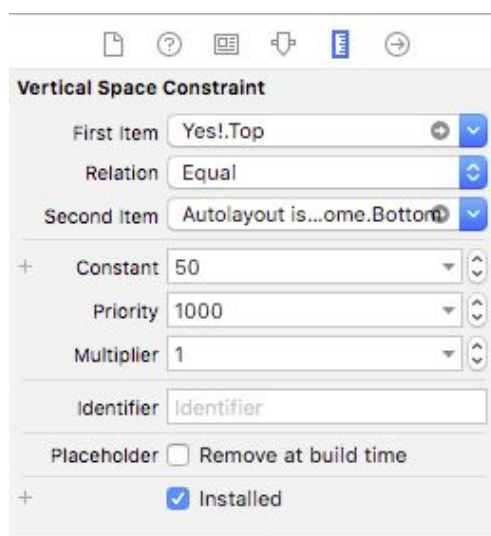 Vertical Space Constraint
First Item Yes!.Top
Relation Equal
Second Item Autolayout is...ome.Bottom
+ Constant 50
Priority 1000
Multiplier 1
Identifier Identifier
Placeholder Remove at build time
+ Installed